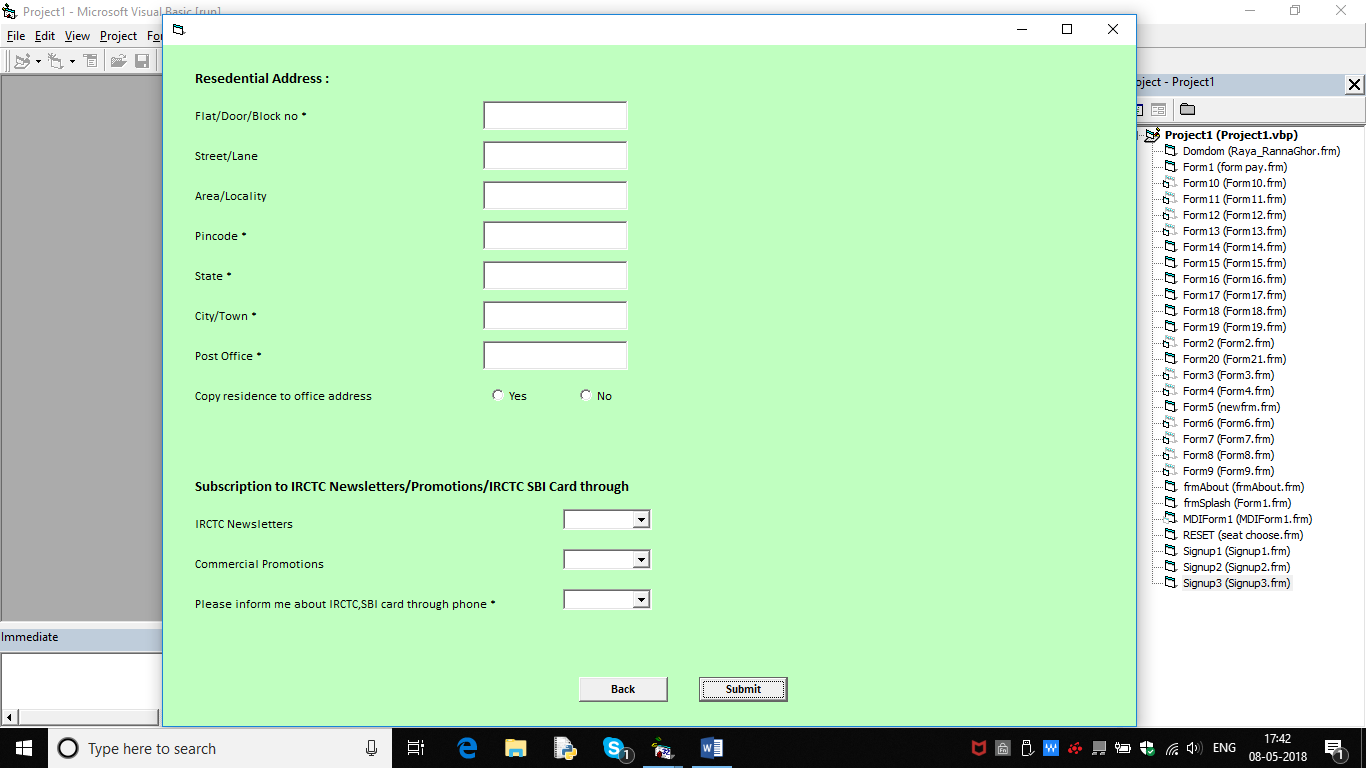 Project1 - Microsoft Visual Basic [run]
File Edit View Project Fo
Resedential Address :
Flat/Door/Block no *
Street/Lane
Area/Locality
Pincode *
State *
City/Town *
Post Office *
Copy residence to office address
Yes
No
Subscription to IRCTC Newsletters/Promotions/IRCTC SBI Card through
IRCTC Newsletters
Commercial Promotions
Please inform me about IRCTC,SBI card through phone *
Back
Submit
Immediate
oject - Project1
Project1 (Project1.vbp)
Domdom (Raya_RannaGhor.frm)
Form1 (form pay.frm)
Form10 (Form10.frm)
Form11 (Form11.frm)
Form12 (Form12.frm)
Form13 (Form13.frm)
Form14 (Form14.frm)
Form15 (Form15.frm)
Form16 (Form16.frm)
Form17 (Form17.frm)
Form18 (Form18.frm)
Form19 (Form19.frm)
Form2 (Form2.frm)
Form20 (Form21.frm)
Form3 (Form3.frm)
Form4 (Form4.frm)
Form5 (newfrm.frm)
Form6 (Form6.frm)
Form7 (Form7.frm)
Form8 (Form8.frm)
Form9 (Form9.frm)
frmAbout (frmAbout.frm)
frmSplash (Form1.frm)
MDIForm1 (MDIForm1.frm)
RESET (seat choose.frm)
Signup1 (Signup1.frm)
Signup2 (Signup2.frm)
Signup3 (Signup3.frm)
Type here to search
1
ENG
17:42
08-05-2018
1